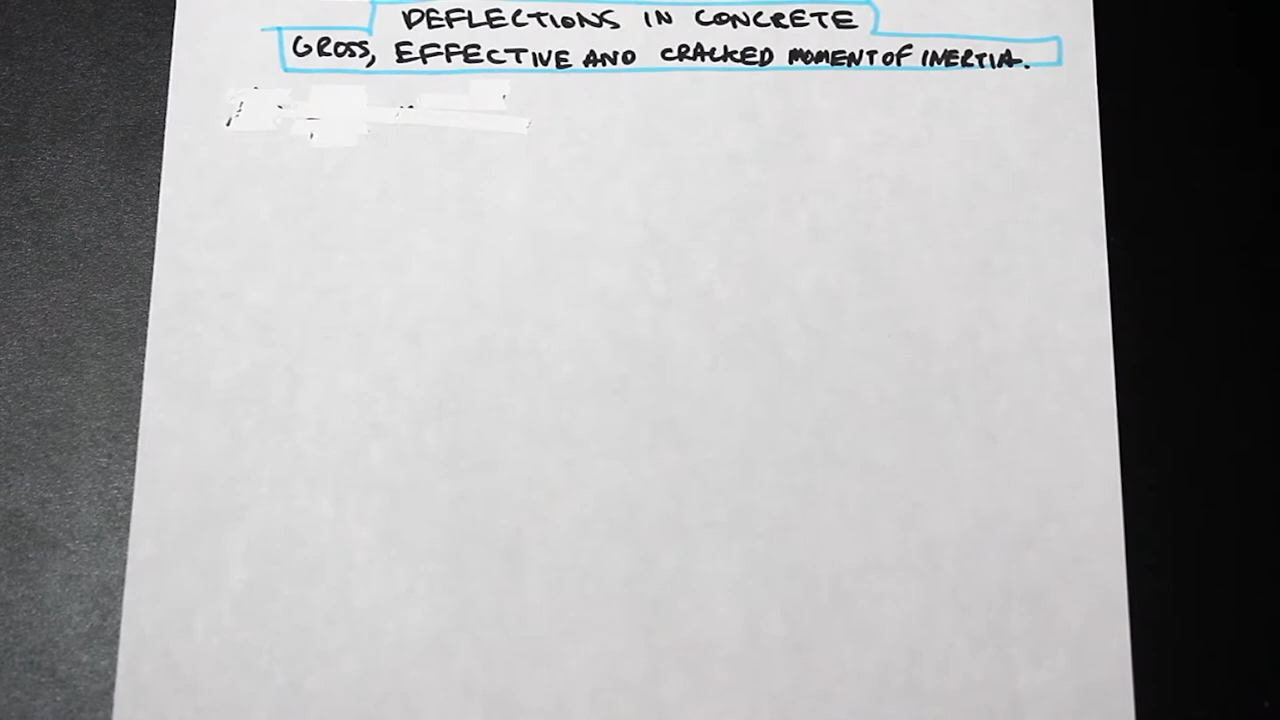 DEFLECTIONS IN CONCRETE
GROSS, EFFECTIVE AND CRACKED MOMENT OF INERTIA.